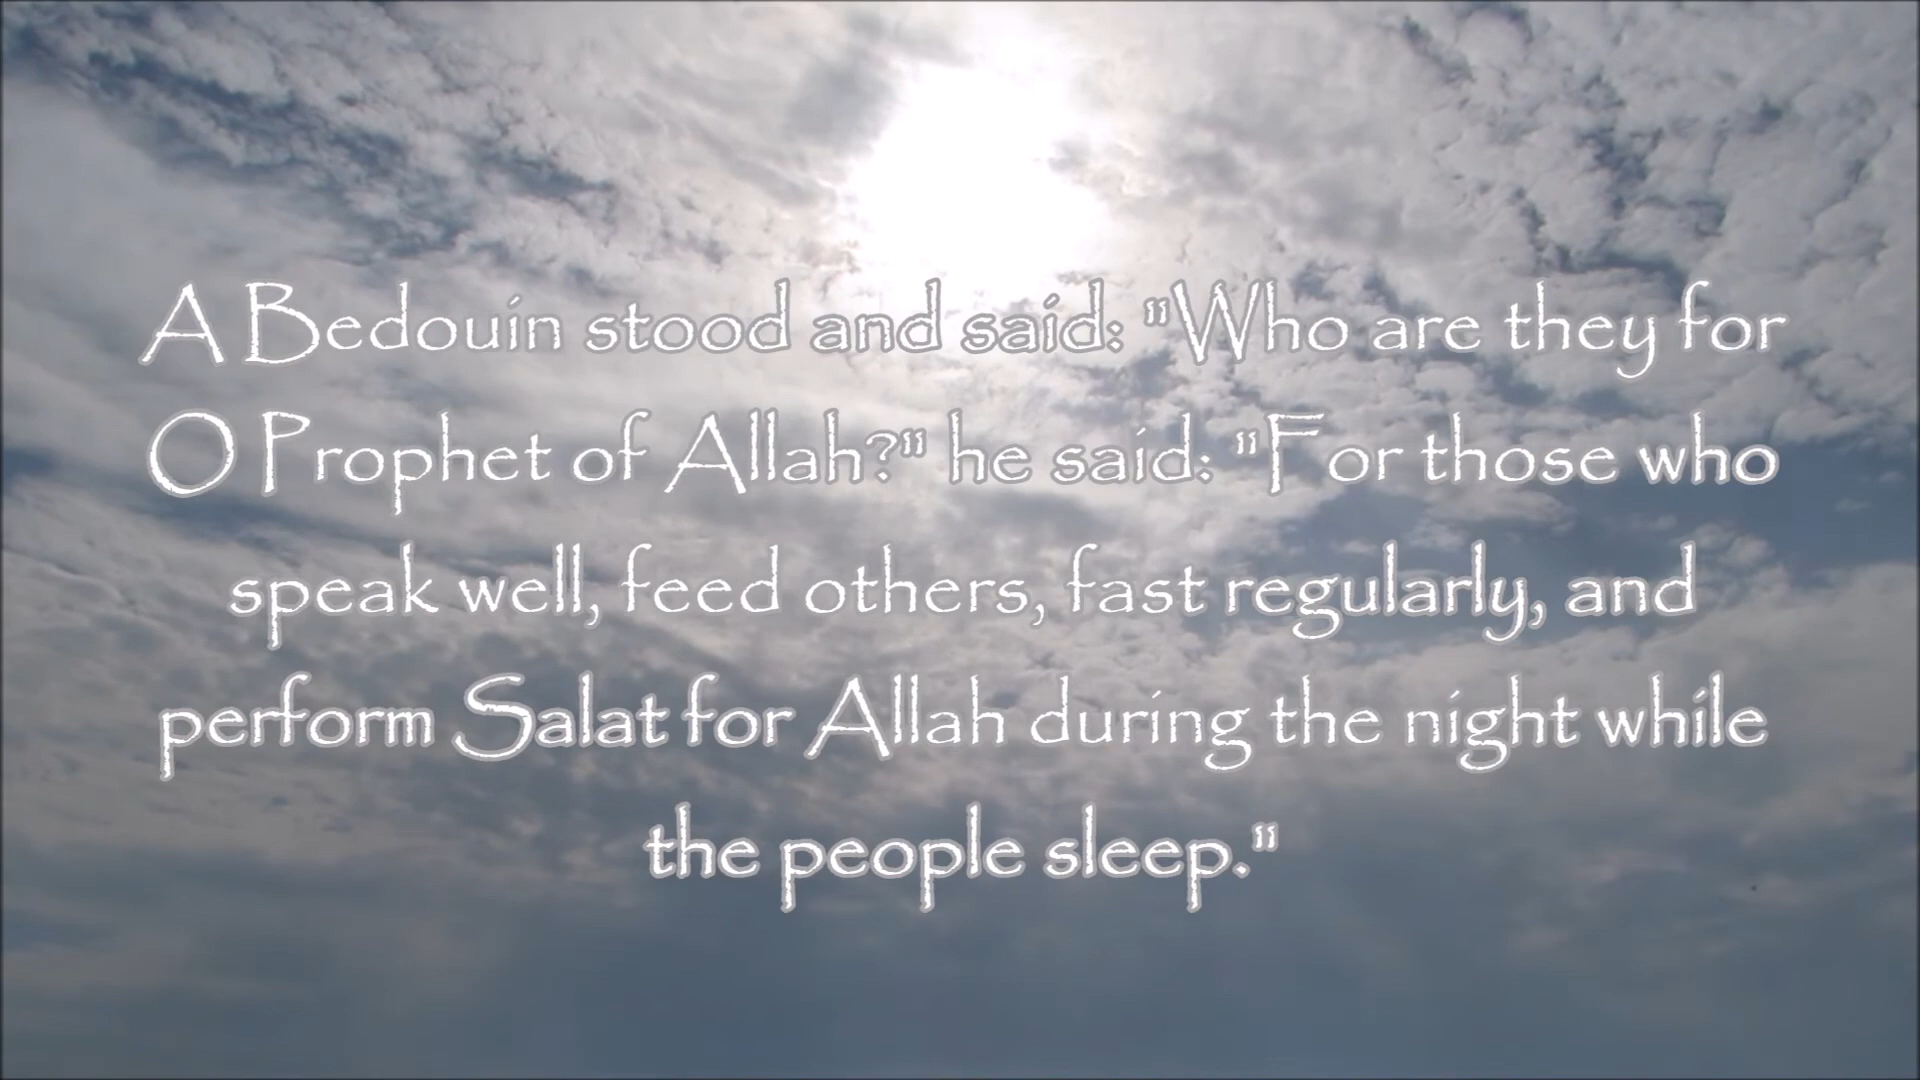 A Bedouin stood and said: "Who are they for
O Prophet of Allah?" he said: "For those who
speak well, feed others, fast regularly, and
perform Salat for Allah during the night while
the people sleep."